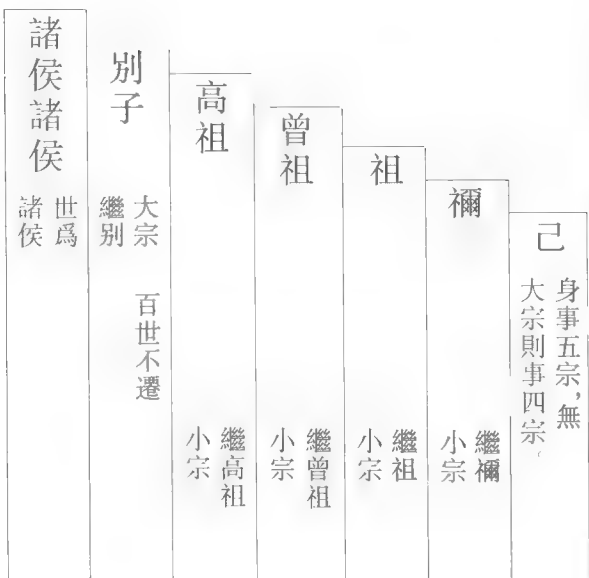 己
身事五宗，無
大宗則事四宗。
禰
繼禰
小宗
祖
繼祖
小宗
曾祖
繼曾祖
小宗
高祖
繼高祖
小宗
別子
大宗 百世不遷
繼别
諸侯諸侯
世爲
諸侯